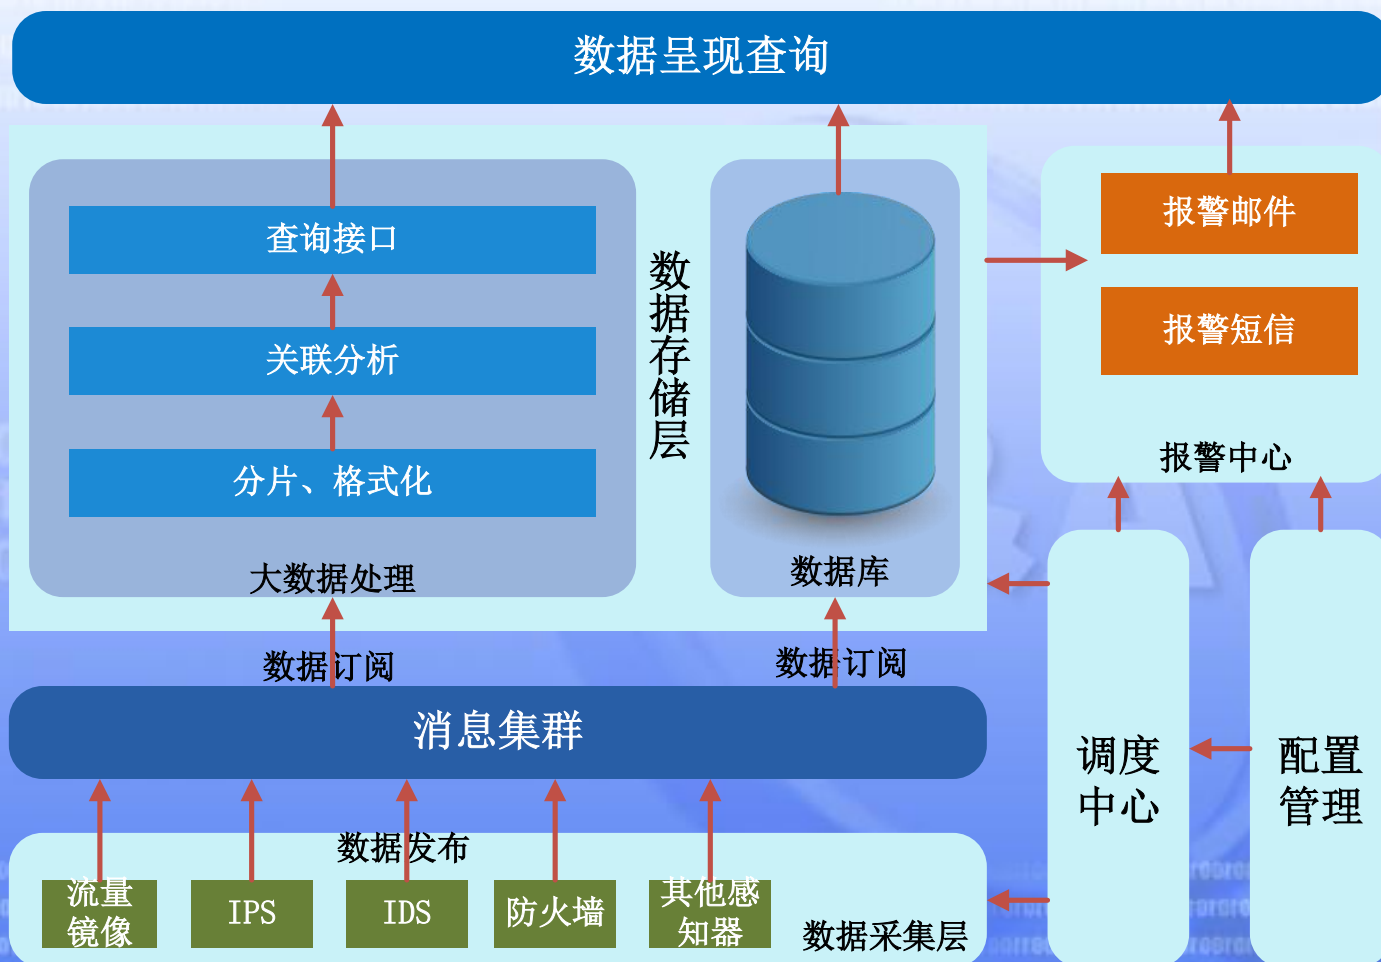 数据呈现查询
查询接口
关联分析
分片、格式化
大数据处理
数据存储层
数据库
报警邮件
报警短信
报警中心
数据订阅
数据订阅
消息集群
数据发布
流量
镜像
IPS
IDS
防火墙
其他感
知器
数据采集层
调度
中心
配置
管理